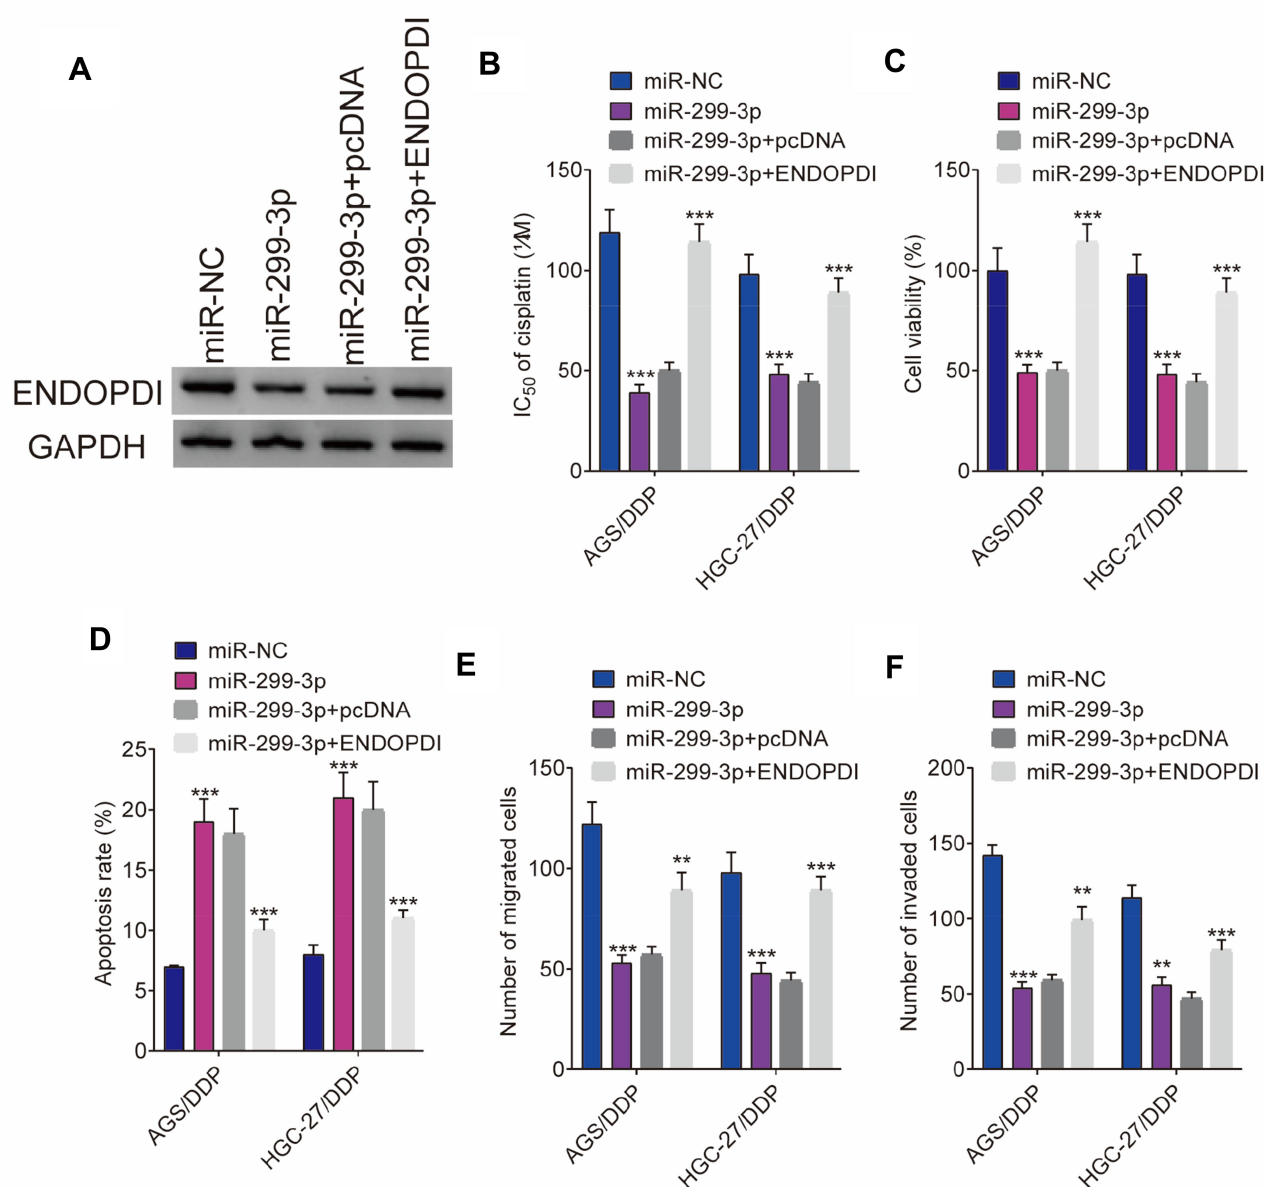 A
miR-NC
miR-299-3p
miR-299-3p+pcDNA
miR-299-3p+ENDOPDI
ENDOPDI
GAPDH
B
miR-NC
miR-299-3p
miR-299-3p+pcDNA
miR-299-3p+ENDOPDI
IC50 of cisplatin (¼M)
150
100
50
0
***
***
***
***
AGS/DDP
HGC-27/DDP
C
miR-NC
miR-299-3p
miR-299-3p+pcDNA
miR-299-3p+ENDOPDI
Cell viability (%)
150
100
50
0
***
***
***
***
AGS/DDP
HGC-27/DDP
D
miR-NC
miR-299-3p
miR-299-3p+pcDNA
miR-299-3p+ENDOPDI
Apoptosis rate (%)
25
20
15
10
5
0
***
***
***
***
AGS/DDP
HGC-27/DDP
E
miR-NC
miR-299-3p
miR-299-3p+pcDNA
miR-299-3p+ENDOPDI
Number of migrated cells
150
100
50
0
***
**
***
***
AGS/DDP
HGC-27/DDP
F
miR-NC
miR-299-3p
miR-299-3p+pcDNA
miR-299-3p+ENDOPDI
Number of invaded cells
200
150
100
50
0
***
**
**
***
AGS/DDP
HGC-27/DDP